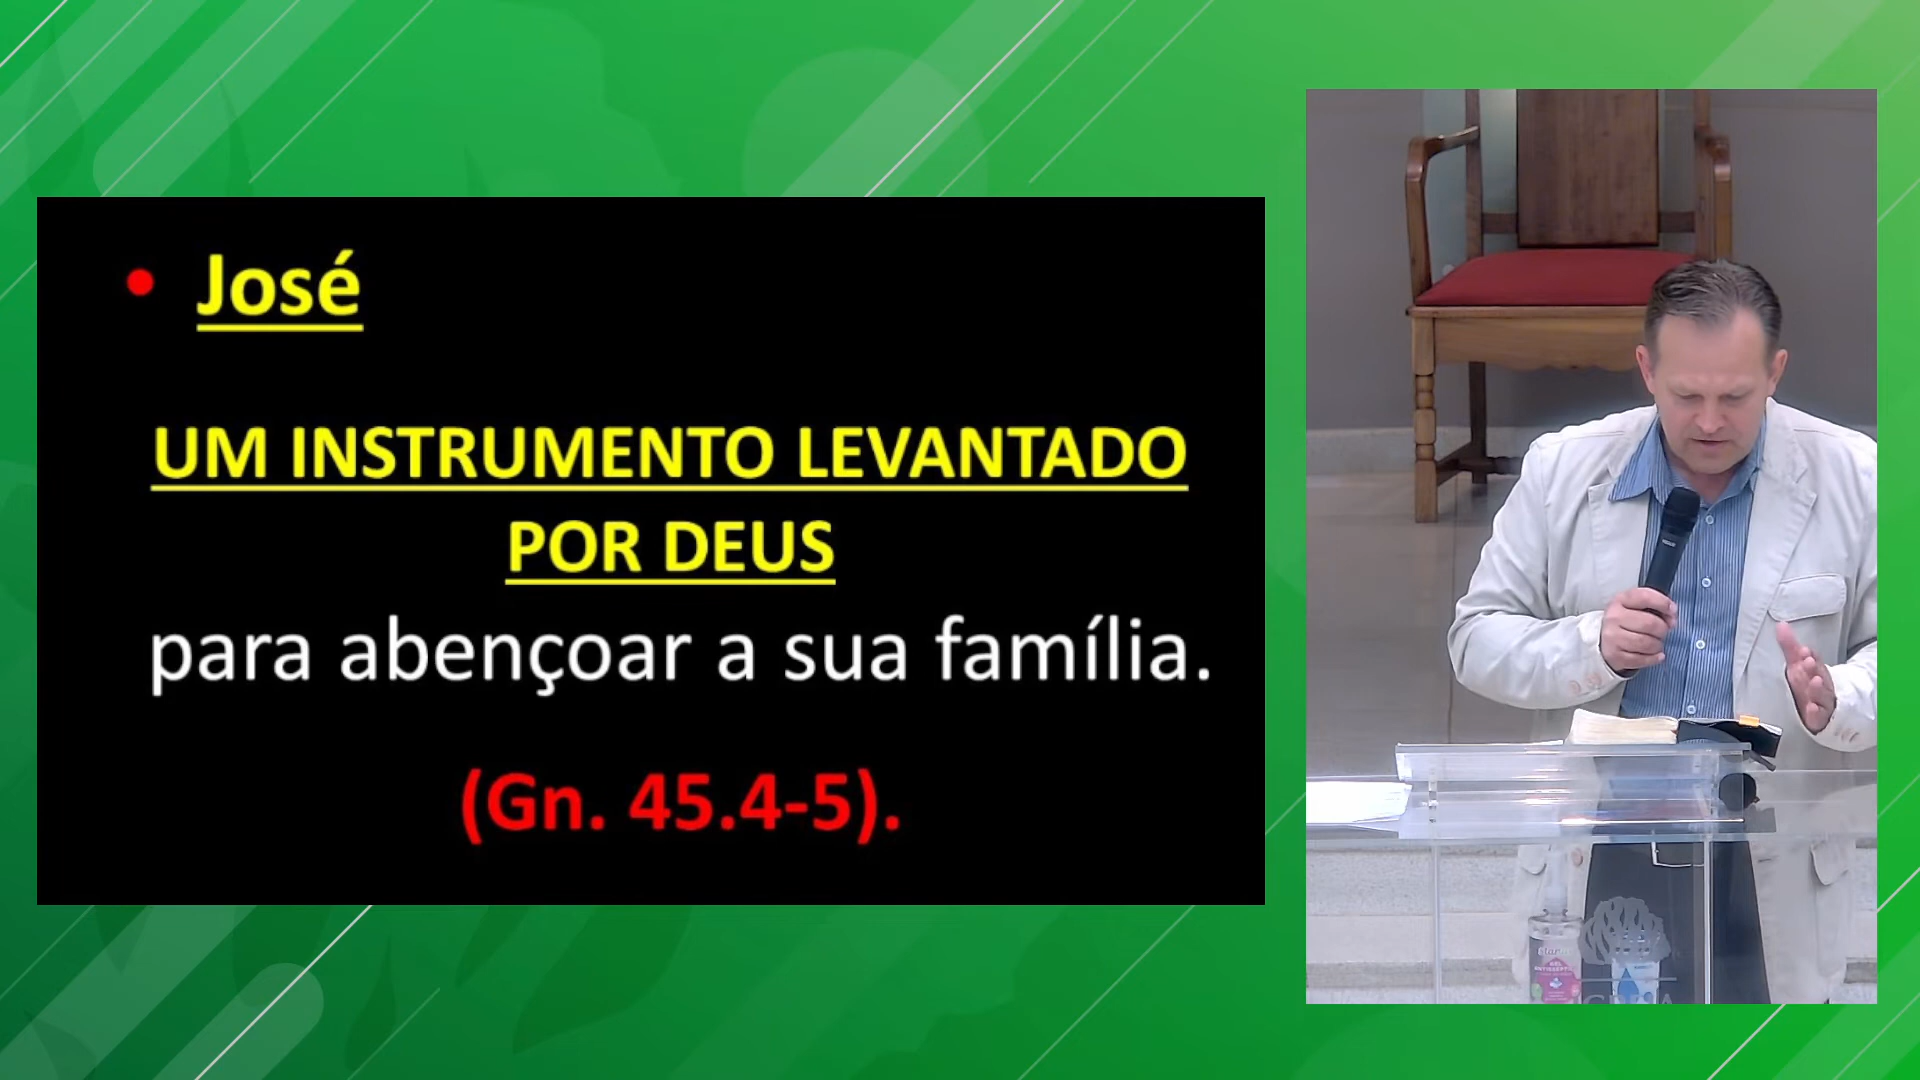 • José
UM INSTRUMENTO LEVANTADO
POR DEUS
para abençoar a sua família.
(Gn. 45.4-5).